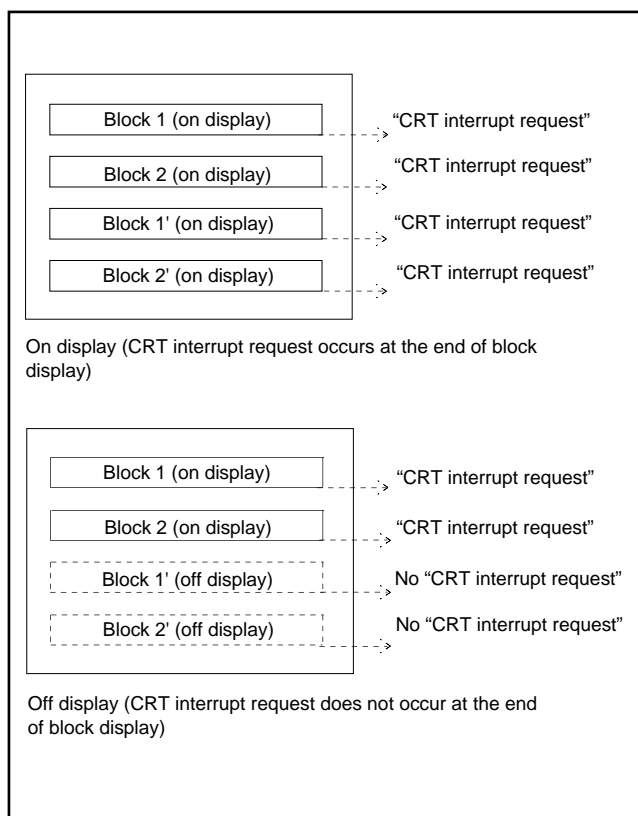 Block 1 (on display)
“CRT interrupt request”
Block 2 (on display)
“CRT interrupt request”
Block 1' (on display)
“CRT interrupt request”
Block 2' (on display)
“CRT interrupt request”
On display (CRT interrupt request occurs at the end of block
display)
Block 1 (on display)
“CRT interrupt request”
Block 2 (on display)
“CRT interrupt request”
Block 1' (off display)
No “CRT interrupt request”
Block 2' (off display)
No “CRT interrupt request”
Off display (CRT interrupt request does not occur at the end
of block display)